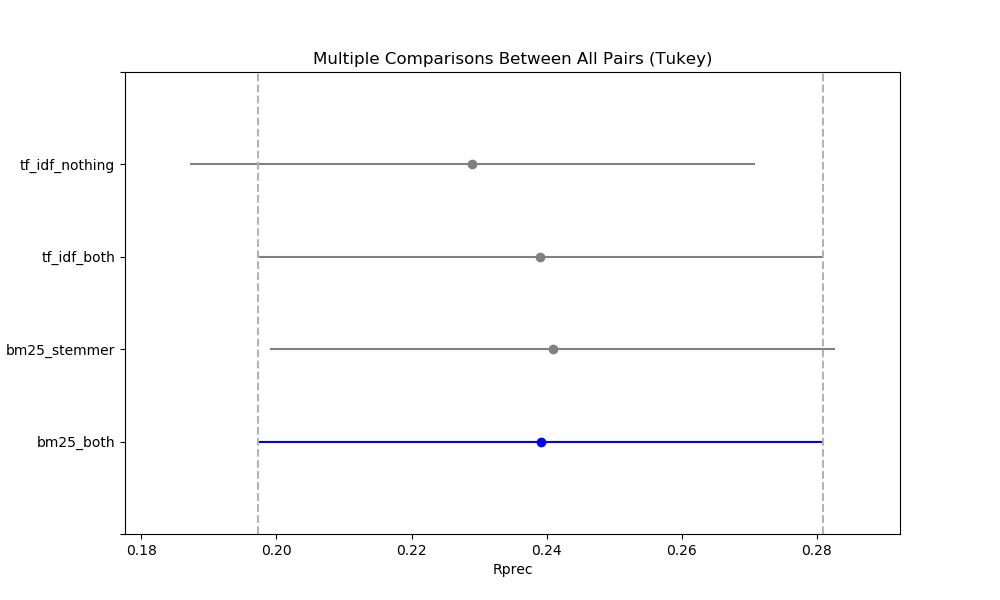 Multiple Comparisons Between All Pairs (Tukey)
tf_idf_nothing
tf_idf_both
bm25_stemmer
bm25_both
0.18 0.20 0.22 0.24 0.26 0.28
Rprec